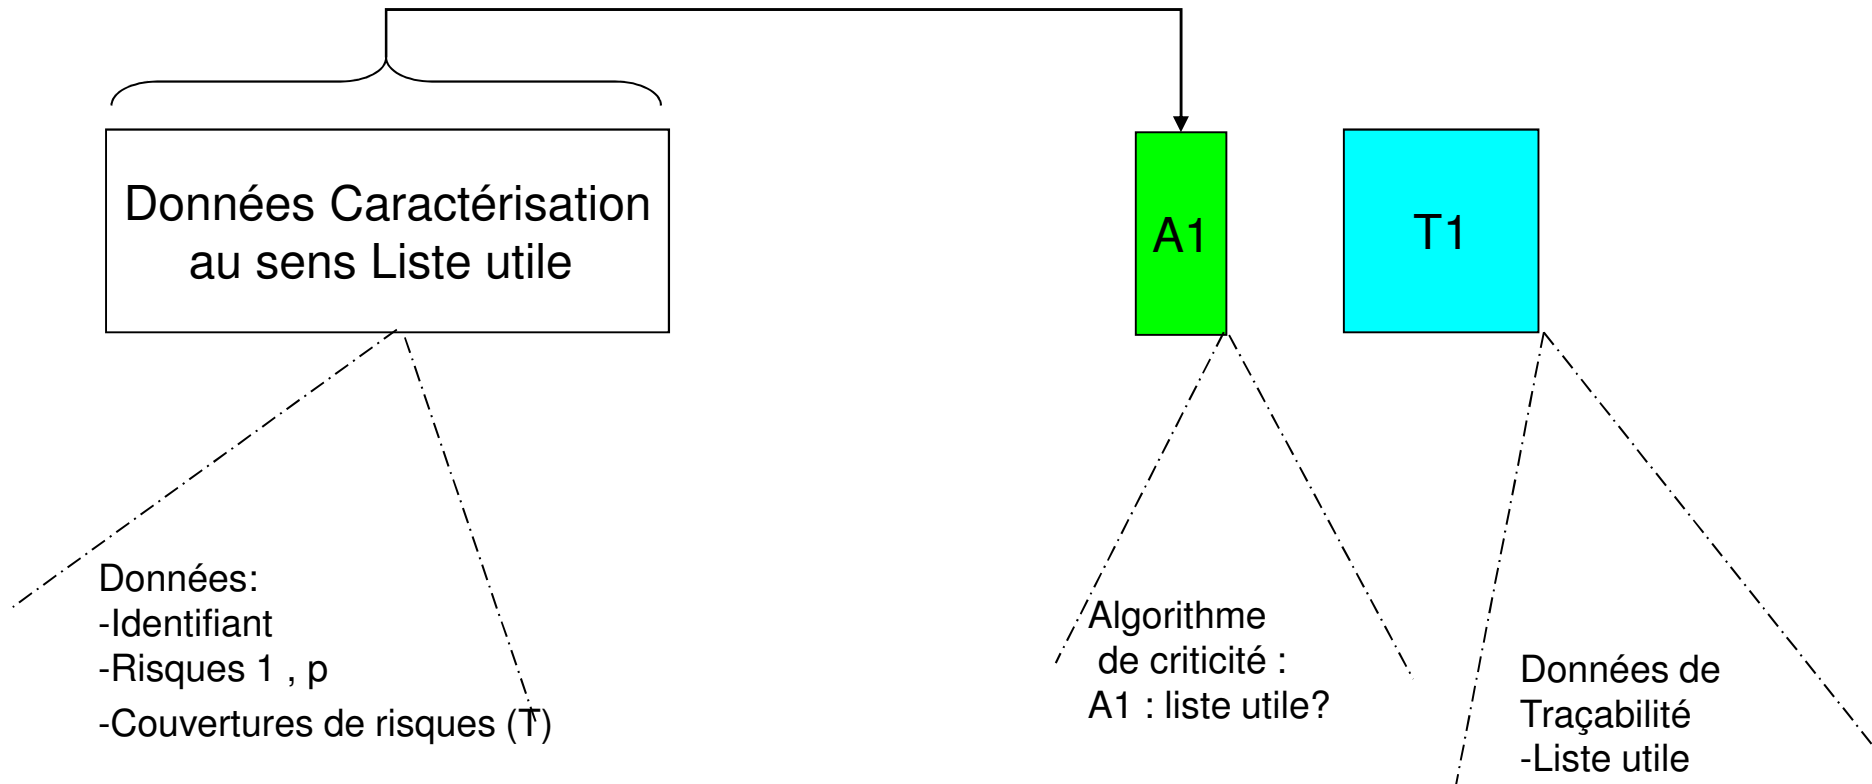 Données Caractérisation
au sens Liste utile
A1
T1
Données:
-Identifiant
-Risques 1 , p
-Couvertures de risques (T)
Algorithme
de criticité :
A1 : liste utile?
Données de
Traçabilité
-Liste utile